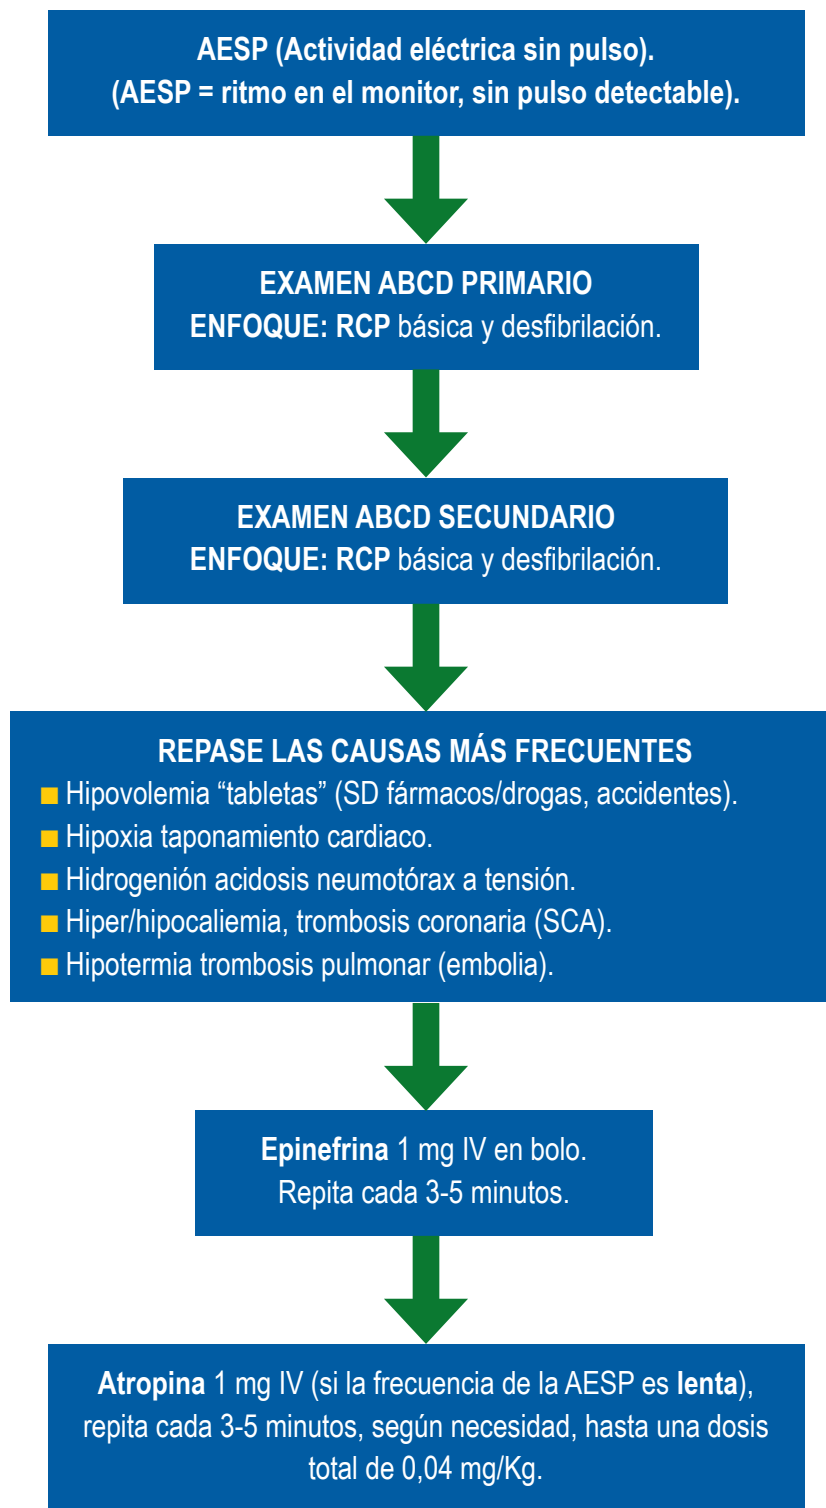 AESP (Actividad eléctrica sin pulso).
(AESP = ritmo en el monitor, sin pulso detectable).
EXAMEN ABCD PRIMARIO
ENFOQUE: RCP básica y desfibrilación.
EXAMEN ABCD SECUNDARIO
ENFOQUE: RCP básica y desfibrilación.
REPASE LAS CAUSAS MÁS FRECUENTES
Hipovolemia “tabletas” (SD fármacos/drogas, accidentes).
Hipoxia taponamiento cardiaco.
Hidrogenión acidosis neumotórax a tensión.
Hiper/hipocaliemia, trombosis coronaria (SCA).
Hipotermia trombosis pulmonar (embolia).
Epinefrina 1 mg IV en bolo.
Repita cada 3-5 minutos.
Atropina 1 mg IV (si la frecuencia de la AESP es lenta),
repita cada 3-5 minutos, según necesidad, hasta una dosis
total de 0,04 mg/Kg.